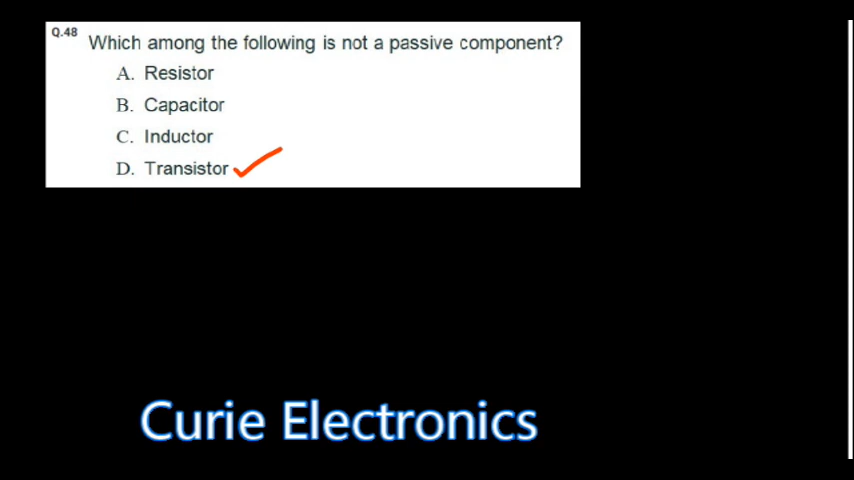 Q.48 Which among the following is not a passive component?
A. Resistor
B. Capacitor
C. Inductor
D. Transistor
Curie Electronics